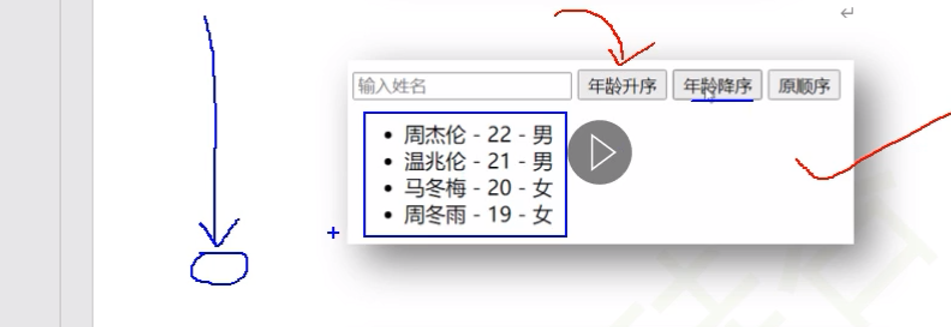 输入姓名 年龄升序 年龄降序 原顺序
周杰伦 - 22 - 男
温兆伦 - 21 - 男
马冬梅 - 20 - 女
周冬雨 - 19 - 女